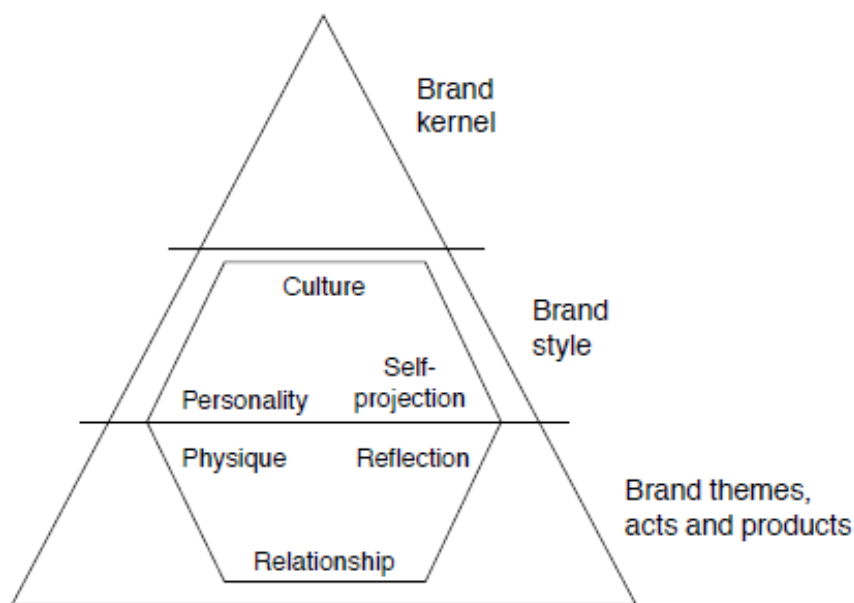 Brand
kernel
Culture
Brand
style
Self-
projection
Personality
Physique
Reflection
Brand themes,
acts and products
Relationship